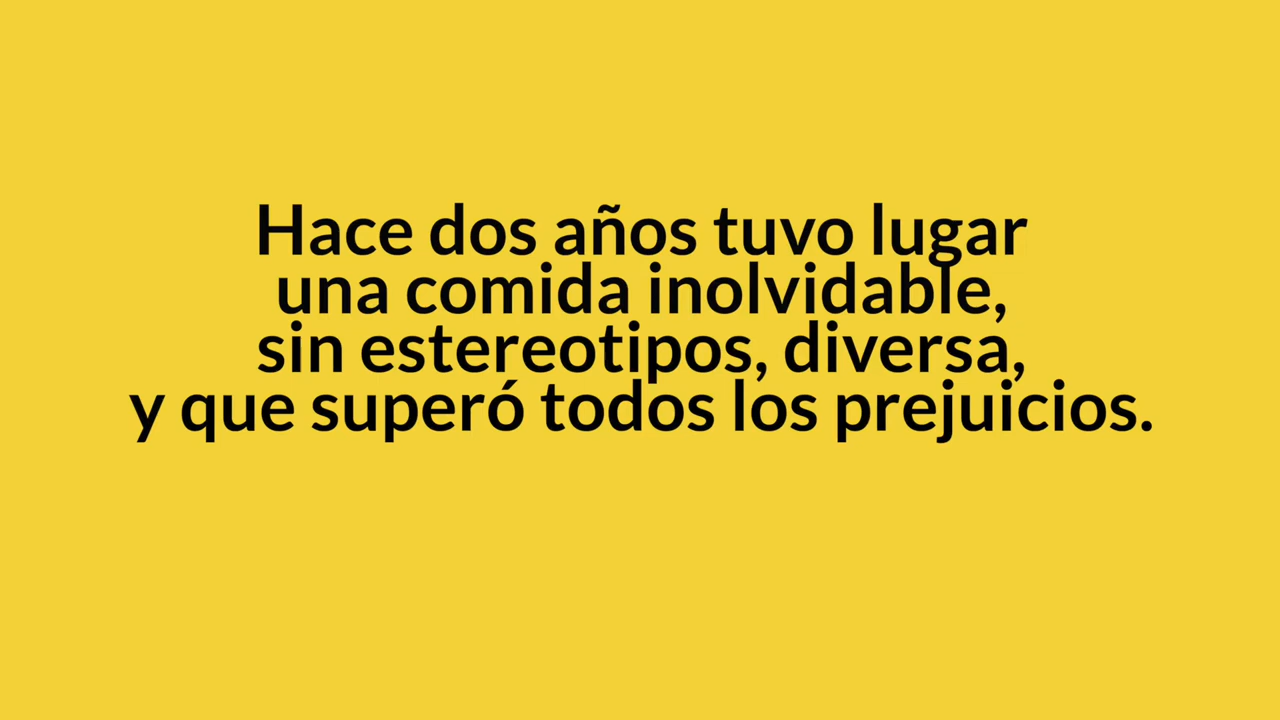 Hace dos años tuvo lugar
una comida inolvidable,
sin estereotipos, diversa,
y que superó todos los prejuicios.